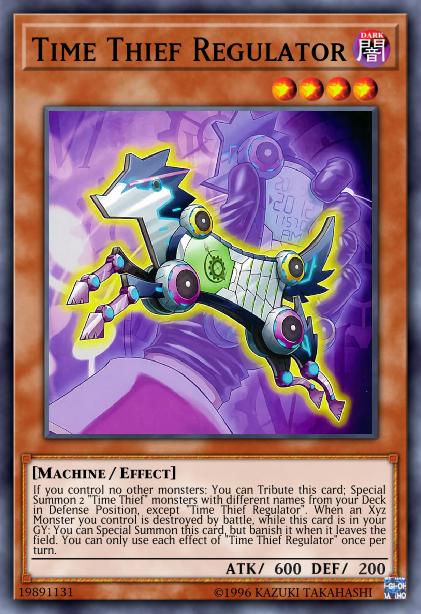 TIME THIEF REGULATOR
DARK
闇
2012
[MACHINE / EFFECT]
If you control no other monsters: You can Tribute this card; Special
Summon 2 "Time Thief" monsters with different names from your Deck
in Defense Position, except "Time Thief Regulator". When an Xyz
Monster you control is destroyed by battle, while this card is in your
GY: You can Special Summon this card, but banish it when it leaves the
field. You can only use each effect of "Time Thief Regulator" once per
turn.
ATK/ 600 DEF/ 200
19891131
©1996 KAZUKI TAKAHASHI